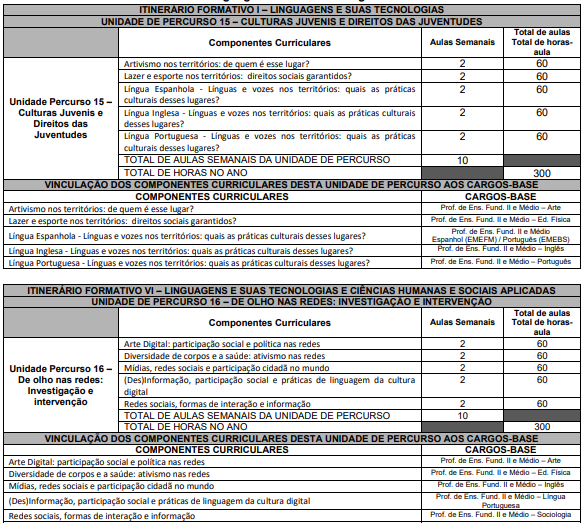 ITINERÁRIO FORMATIVO I – LINGUAGENS E SUAS TECNOLOGIAS
UNIDADE DE PERCURSO 15 – CULTURAS JUVENIS E DIREITOS DAS JUVENTUDES
Componentes Curriculares
Aulas Semanais
Total de aulas
Total de horas-
aula
Unidade Percurso 15 –
Culturas Juvenis e
Direitos das
Juventudes
Artivismo nos territórios: de quem é esse lugar? 2 60
Lazer e esporte nos territórios: direitos sociais garantidos? 2 60
Língua Espanhola - Línguas e vozes nos território: quais as práticas
culturais desses lugares? 2 60
Língua Inglesa - Línguas e vozes nos território: quais as práticas culturais
desses lugares? 2 60
Língua Portuguesa - Línguas e vozes nos território: quais as práticas
culturais desses lugares? 2 60
TOTAL DE AULAS SEMANAIS DA UNIDADE DE PERCURSO 10
TOTAL DE HORAS NO ANO 300
VINCULAÇÃO DOS COMPONENTES CURRICULARES DESTA UNIDADE DE PERCURSO AOS CARGOS-BASE
COMPONENTES CURRICULARES CARGOS-BASE
Artivismo nos territórios: de quem é esse lugar? Prof. de Ens. Fund. II e Médio – Arte
Lazer e esporte nos territórios: direitos sociais garantidos? Prof. de Ens. Fund. II e Médio – Ed. Física
Língua Espanhola - Línguas e vozes nos território: quais as práticas culturais desses lugares? Prof. de Ens. Fund. II e Médio –
Espanhol (EMEFM) / Português (EMEBS)
Língua Inglesa - Línguas e vozes nos território: quais as práticas culturais desses lugares? Prof. de Ens. Fund. II e Médio – Inglês
Língua Portuguesa - Línguas e vozes nos território: quais as práticas culturais desses lugares? Prof. de Ens. Fund. II e Médio – Português
ITINERÁRIO FORMATIVO VI – LINGUAGENS E SUAS TECNOLOGIAS E CIÊNCIAS HUMANAS E SOCIAIS APLICADAS
UNIDADE DE PERCURSO 16 – DE OLHO NAS REDES: INVESTIGAÇÃO E INTERVENÇÃO
Componentes Curriculares
Aulas Semanais
Total de aulas
Total de horas-
aula
Unidade Percurso 16 –
De olho nas redes:
Investigação e
intervenção
Arte Digital: participação social e política nas redes 2 60
Diversidade de corpos e a saúde: ativismo nas redes 2 60
Mídias, redes sociais e participação cidadã no mundo 2 60
(Des)Informação, participação social e práticas de linguagem da cultura
digital 2 60
Redes sociais, formas de interação e informação 2 60
TOTAL DE AULAS SEMANAIS DA UNIDADE DE PERCURSO 10
TOTAL DE HORAS NO ANO 300
VINCULAÇÃO DOS COMPONENTES CURRICULARES DESTA UNIDADE DE PERCURSO AOS CARGOS-BASE
COMPONENTES CURRICULARES CARGOS-BASE
Arte Digital: participação social e política nas redes Prof. de Ens. Fund. II e Médio – Arte
Diversidade de corpos e a saúde: ativismo nas redes Prof. de Ens. Fund. II e Médio – Ed. Física
Mídias, redes sociais e participação cidadã no mundo Prof. de Ens. Fund. II e Médio – Inglês
(Des)Informação, participação social e práticas de linguagem da cultura digital Prof. de Ens. Fund. II e Médio – Língua
Portuguesa
Redes sociais, formas de interação e informação Prof. de Ens. Fund. II e Médio – Sociologia